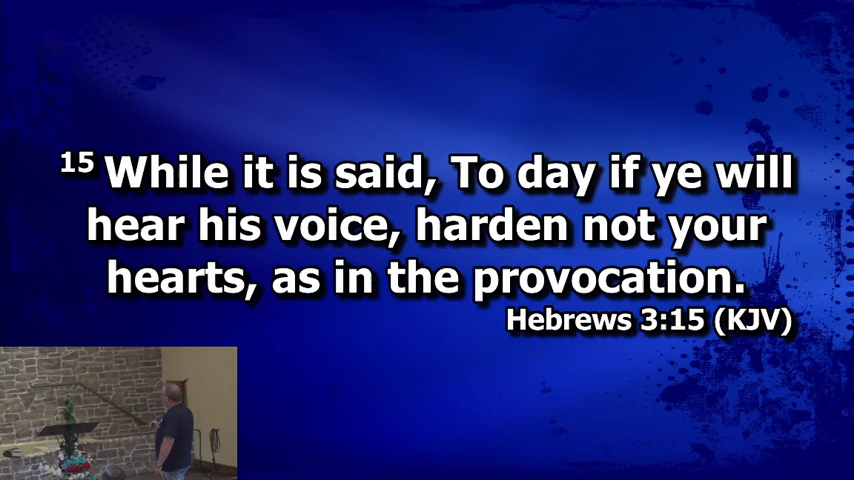 15 While it is said, To day if ye will
hear his voice, harden not your
hearts, as in the provocation.
Hebrews 3:15 (KJV)